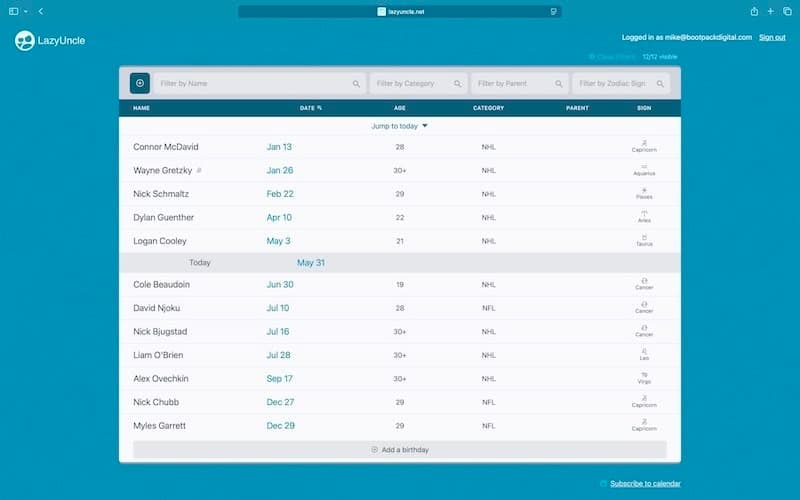 lazyuncle.net
LazyUncle
Logged in as mike@bootpackdigital.com Sign out
Clear Filters 12/12 visible
Filter by Name Filter by Category Filter by Parent Filter by Zodiac Sign
NAME DATE AGE CATEGORY PARENT SIGN
Jump to today
Connor McDavid Jan 13 28 NHL Capricorn
Wayne Gretzky Jan 26 30+ NHL Aquarius
Nick Schmaltz Feb 22 29 NHL Pisces
Dylan Guenther Apr 10 22 NHL Aries
Logan Cooley May 3 21 NHL Taurus
Today May 31
Cole Beaudoin Jun 30 19 NHL Cancer
David Njoku Jul 10 28 NFL Cancer
Nick Bjugstad Jul 16 30+ NHL Cancer
Liam O'Brien Jul 28 30+ NHL Leo
Alex Ovechkin Sep 17 30+ NHL Virgo
Nick Chubb Dec 27 29 NFL Capricorn
Myles Garrett Dec 29 29 NFL Capricorn
Add a birthday
Subscribe to calendar